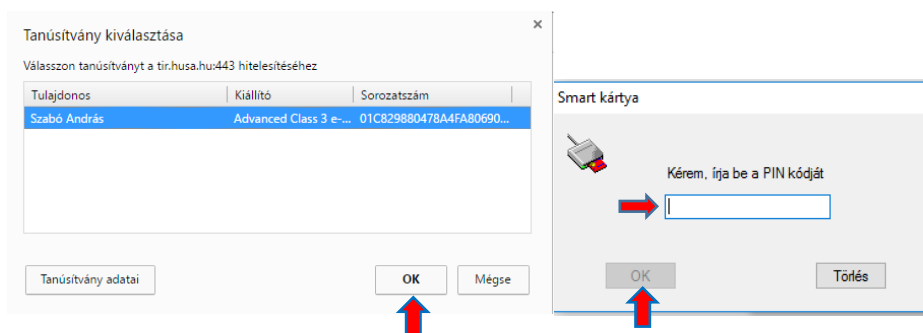 Tanúsítvány kiválasztása
Válasszon tanúsítványt a tir.husa.hu:443 hitelesítéséhez
Tulajdonos Kiállító Sorozatszám
Szabó András Advanced Class 3 e-... 01C829880478A4FA80690...
Tanúsítvány adatai OK Mégse
Smart kártya
Kérem, írja be a PIN kódját
OK Törlés